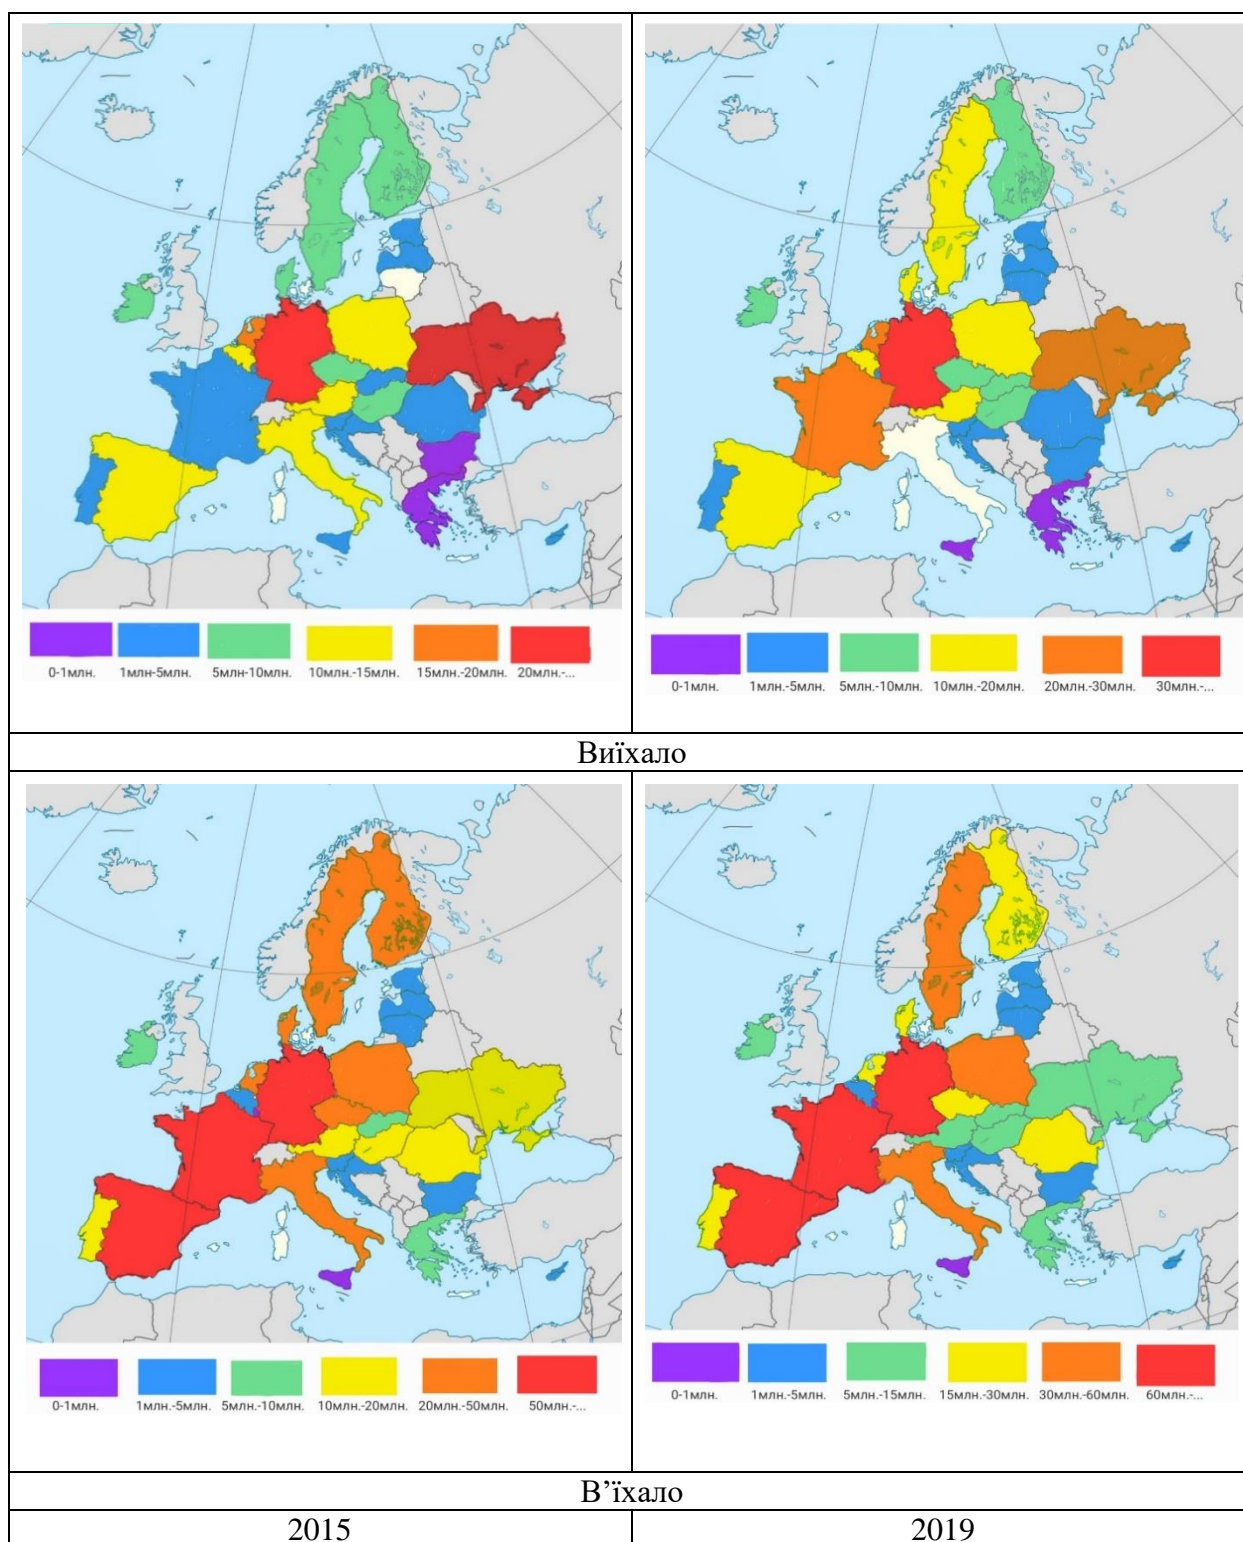 0-1млн. 1млн-5млн. 5млн-10млн. 10млн.-15млн. 15млн.-20млн. 20млн.-...
0-1млн. 1млн.-5млн. 5млн.-10млн. 10млн.-20млн. 20млн.-30млн. 30млн.-...
Виїхало
0-1млн. 1млн.-5млн. 5млн.-10млн. 10млн.-20млн. 20млн.-50млн. 50млн.-...
0-1млн. 1млн.-5млн. 5млн.-15млн. 15млн.-30млн. 30млн.-60млн. 60млн.-...
В’їхало
2015 2019